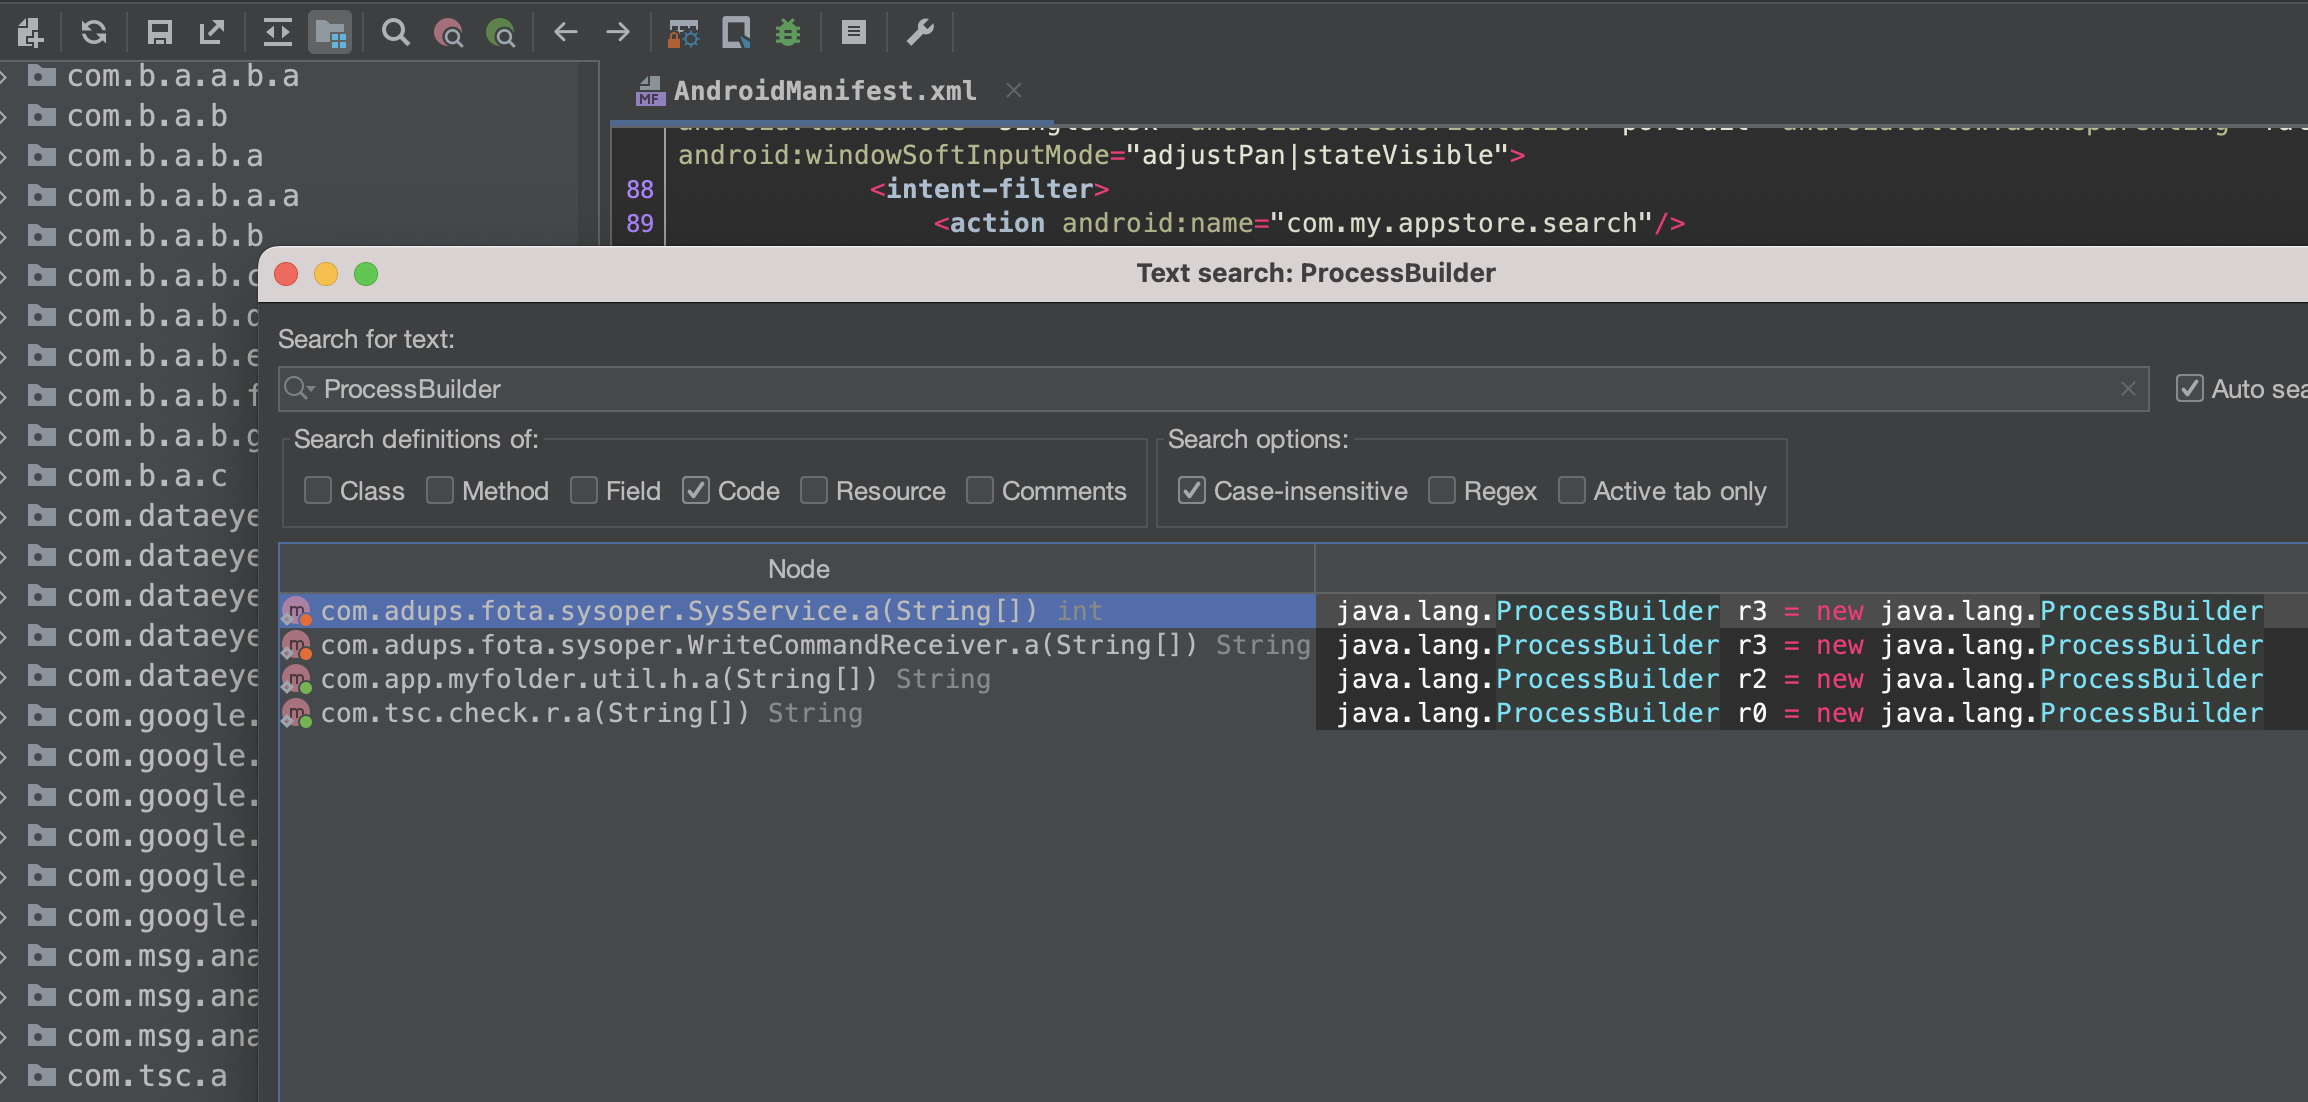 com.b.a.a.b.a
com.b.a.b
com.b.a.b.a
com.b.a.b.a.a
com.b.a.b.b
com.b.a.b.c
com.b.a.b.
com.b.a.b.e
com.b.a.b.f
com.b.a.b.g
com.b.a.c
com.dataeye
com.dataeye
com.dataeye
com.dataeye
com.dataeye
com.google.
com.google.
com.google.
com.google.
com.google.
com.google.
com.msg.ana
com.msg.ana
com.msg.ana
com.tsc.a
MF AndroidManifest.xml
android:windowSoftInputMode="adjustPan|stateVisible">
88 <intent-filter>
89 <action android:name="com.my.appstore.search"/>
Text search: ProcessBuilder
Search for text:
ProcessBuilder
Auto sea
Search definitions of:
Class Method Field Code Resource Comments
Search options:
Case-insensitive Regex Active tab only
Node
com.adups.fota.sysoper.SysService.a(String[]) int java.lang.ProcessBuilder r3 = new java.lang.ProcessBuilder
com.adups.fota.sysoper.WriteCommandReceiver.a(String[]) String java.lang.ProcessBuilder r3 = new java.lang.ProcessBuilder
com.app.myfolder.util.h.a(String[]) String java.lang.ProcessBuilder r2 = new java.lang.ProcessBuilder
com.tsc.check.r.a(String[]) String java.lang.ProcessBuilder r0 = new java.lang.ProcessBuilder